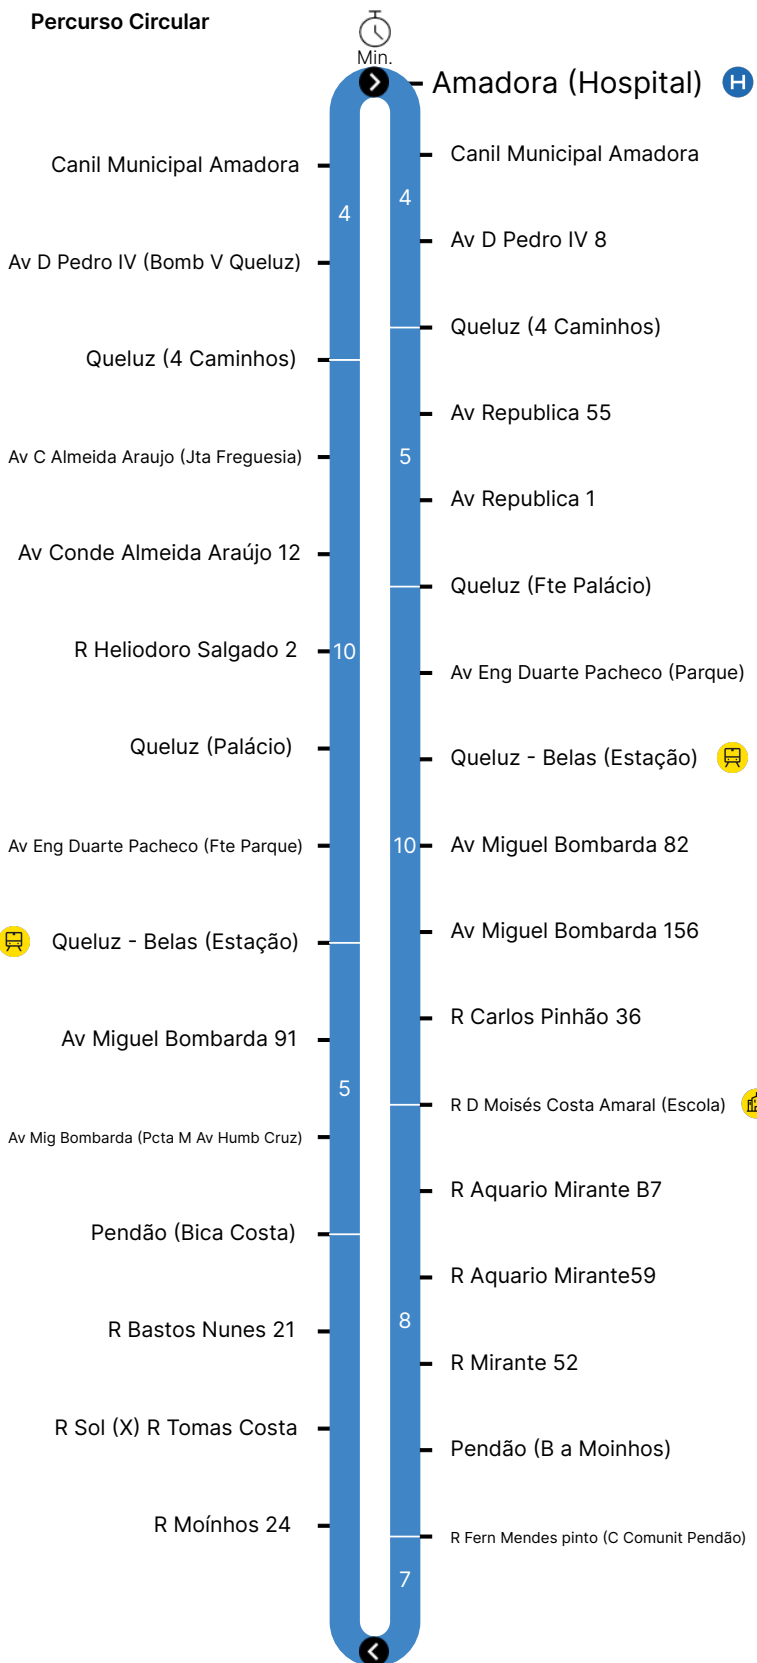 Percurso Circular
Min.
Amadora (Hospital) H
Canil Municipal Amadora
4
Av D Pedro IV 8
Queluz (4 Caminhos)
Av Republica 55
5
Av Republica 1
Queluz (Fte Palácio)
Av Eng Duarte Pacheco (Parque)
Queluz - Belas (Estação)
10
Av Miguel Bombarda 82
Av Miguel Bombarda 156
R Carlos Pinhão 36
R D Moisés Costa Amaral (Escola)
R Aquario Mirante B7
R Aquario Mirante59
8
R Mirante 52
Pendão (B a Moinhos)
R Fern Mendes pinto (C Comunit Pendão)
7
Canil Municipal Amadora
4
Av D Pedro IV (Bomb V Queluz)
Queluz (4 Caminhos)
Av C Almeida Araujo (Jta Freguesia)
Av Conde Almeida Araújo 12
R Heliodoro Salgado 2
10
Queluz (Palácio)
Av Eng Duarte Pacheco (Fte Parque)
Queluz - Belas (Estação)
Av Miguel Bombarda 91
5
Av Mig Bombarda (Pcta M Av Humb Cruz)
Pendão (Bica Costa)
R Bastos Nunes 21
R Sol (X) R Tomas Costa
R Moínhos 24